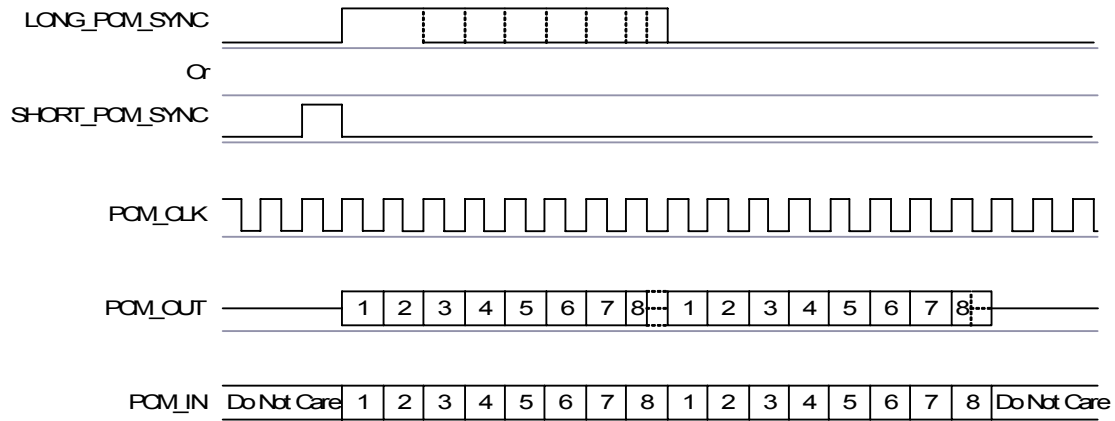 LONG_PCM_SYNC
Or
SHORT_PCM_SYNC
PCM_CLK
PCM_OUT 1 2 3 4 5 6 7 8 1 2 3 4 5 6 7 8
PCM_IN Do Not Care 1 2 3 4 5 6 7 8 1 2 3 4 5 6 7 8 Do Not Care